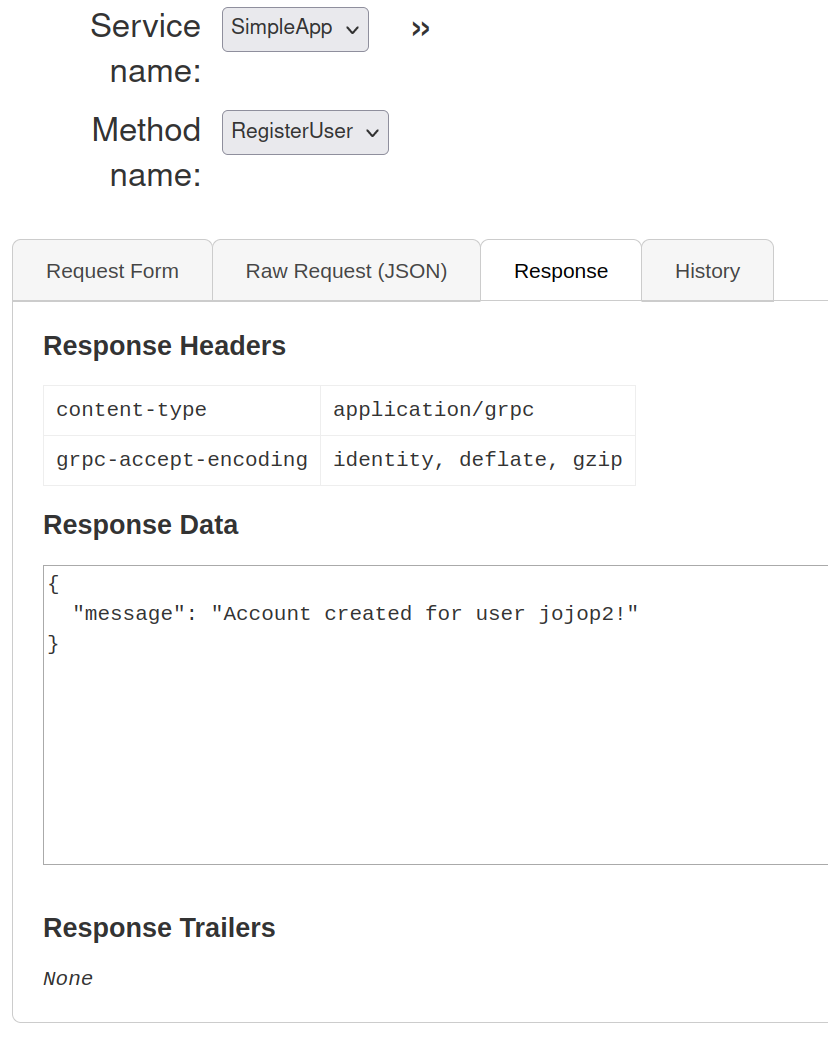 Service name: SimpleApp »
Method name: RegisterUser
Request Form Raw Request (JSON) Response History
Response Headers
content-type application/grpc
grpc-accept-encoding identity, deflate, gzip
Response Data
{
  "message": "Account created for user jojop2!"
}
Response Trailers
None